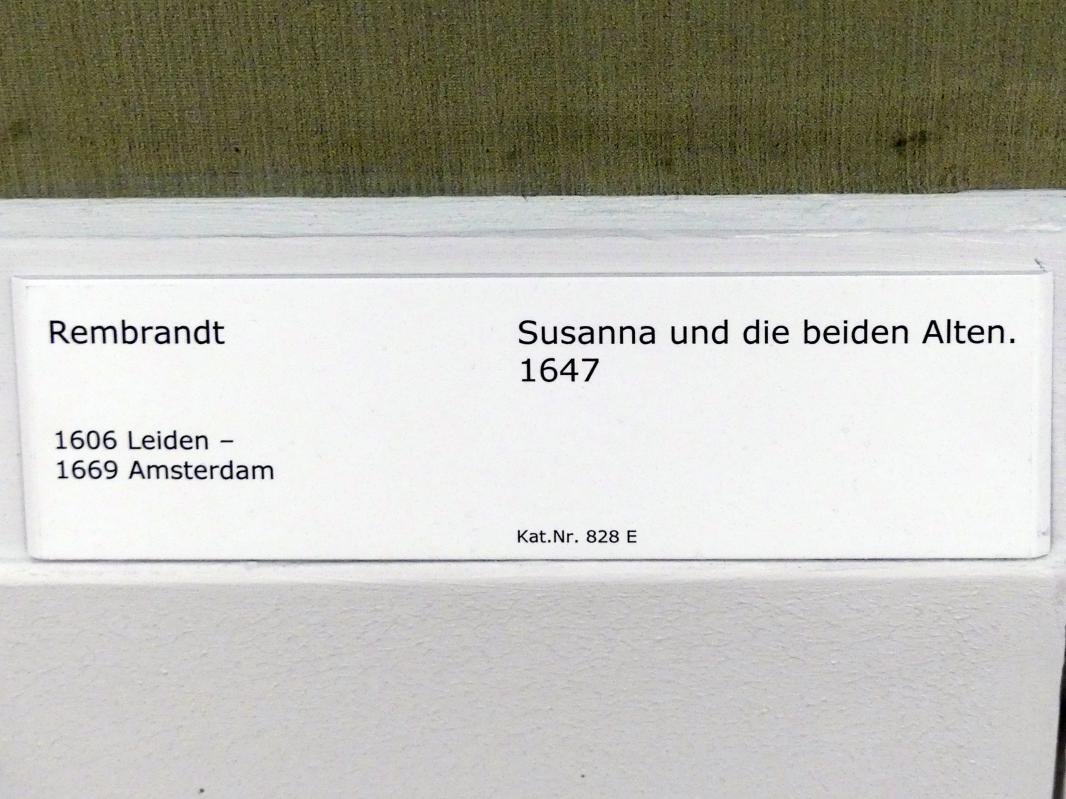 Rembrandt
1606 Leiden –
1669 Amsterdam
Susanna und die beiden Alten.
1647
Kat.Nr. 828 E